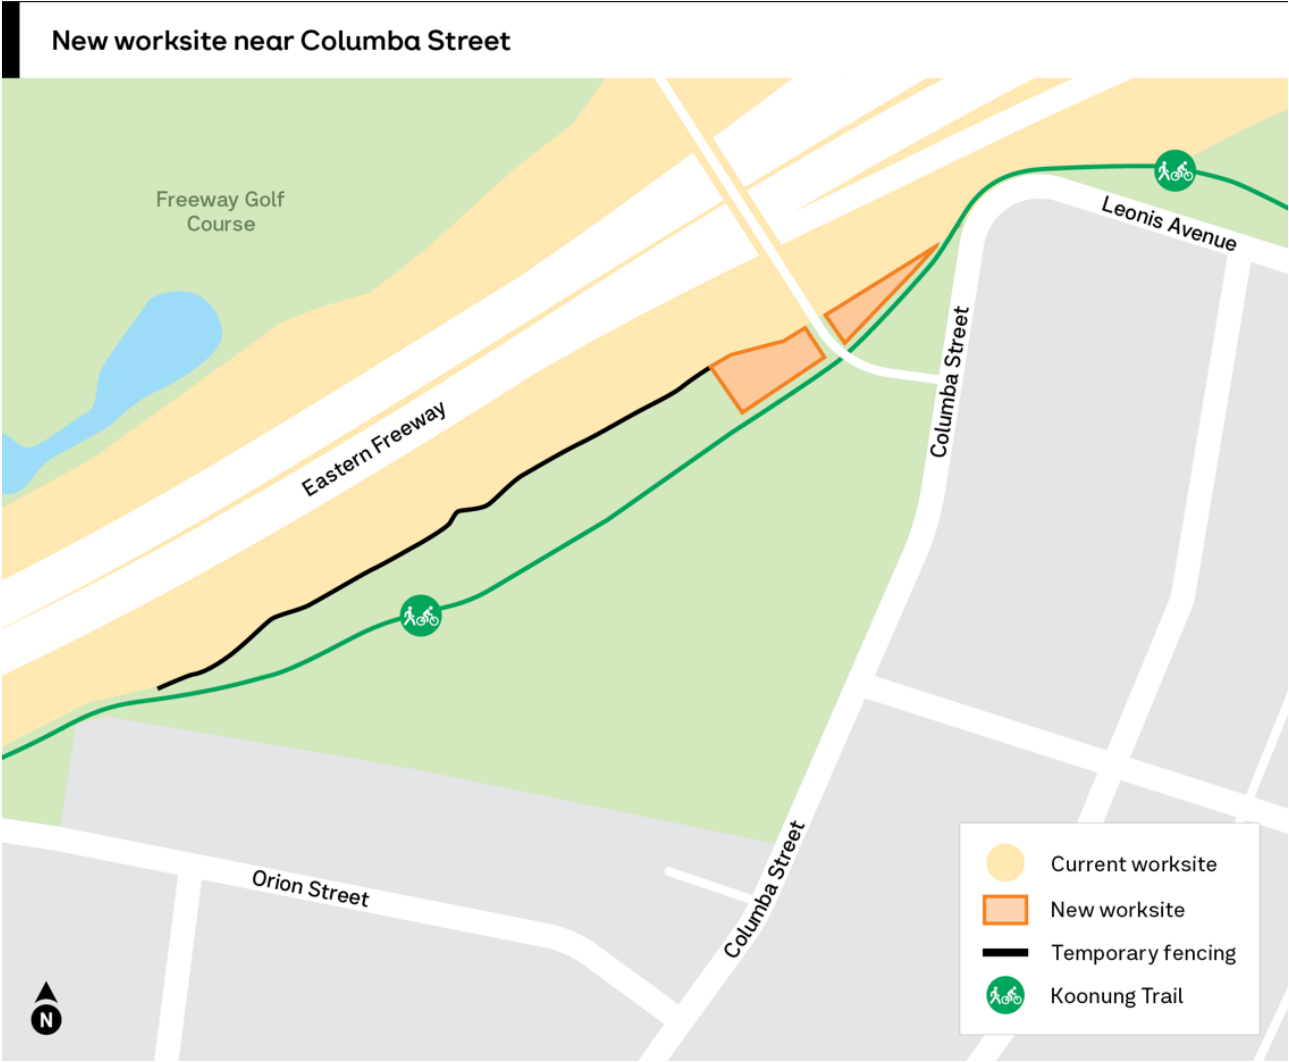 New worksite near Columba Street
Freeway Golf
Course
Leonis Avenue
Columba Street
Eastern Freeway
Columba Street
Orion Street
Current worksite
New worksite
Temporary fencing
Koonung Trail
N